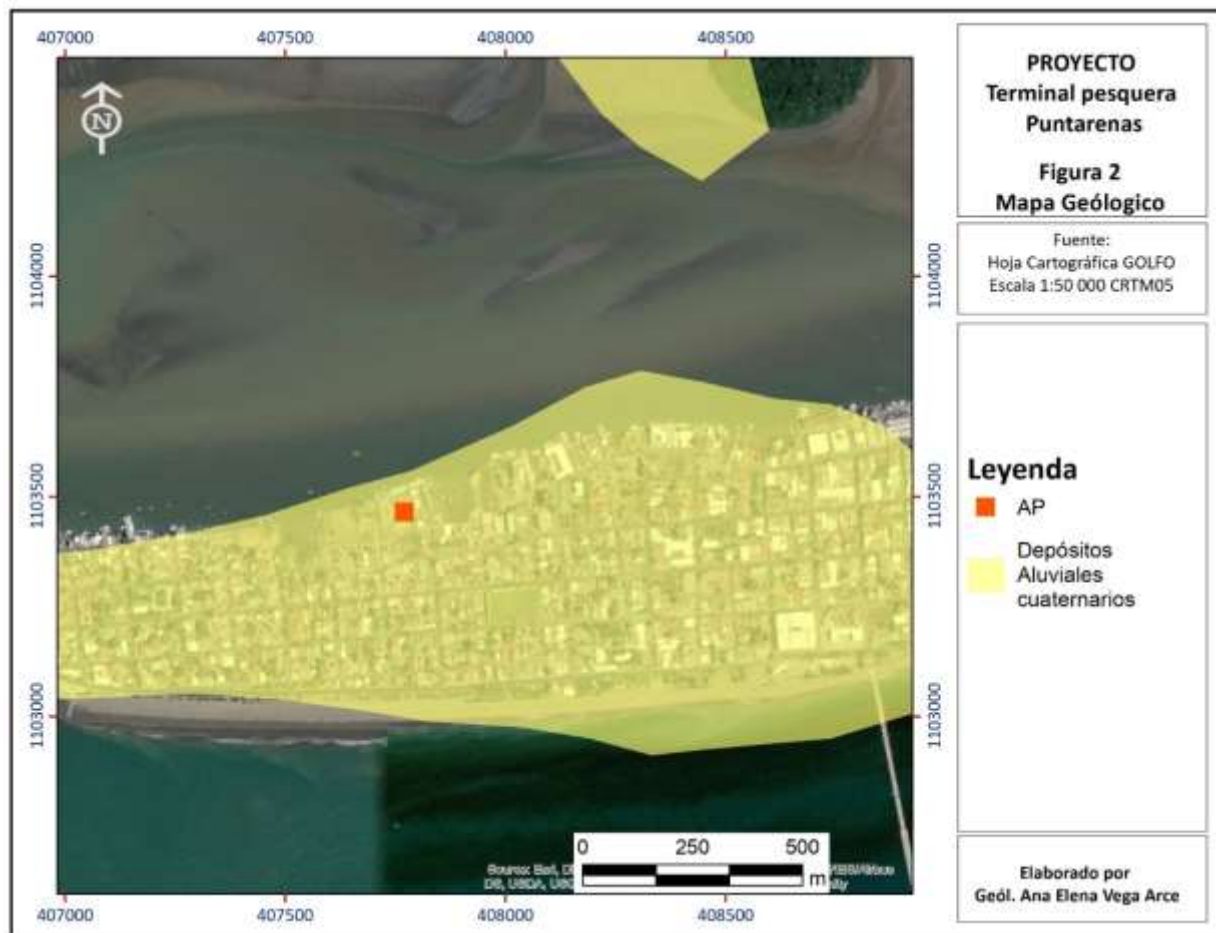 407000 407500 408000 408500
N
1104000
1103500
1103000
1104000
1103500
1103000
0 250 500
m
407000 407500 408000 408500
PROYECTO
Terminal pesquera
Puntarenas
Figura 2
Mapa Geólogico
Fuente:
Hoja Cartográfica GOLFO
Escala 1:50 000 CRTM05
Leyenda
AP
Depósitos
Aluviales
cuaternarios
Elaborado por
Geól. Ana Elena Vega Arce